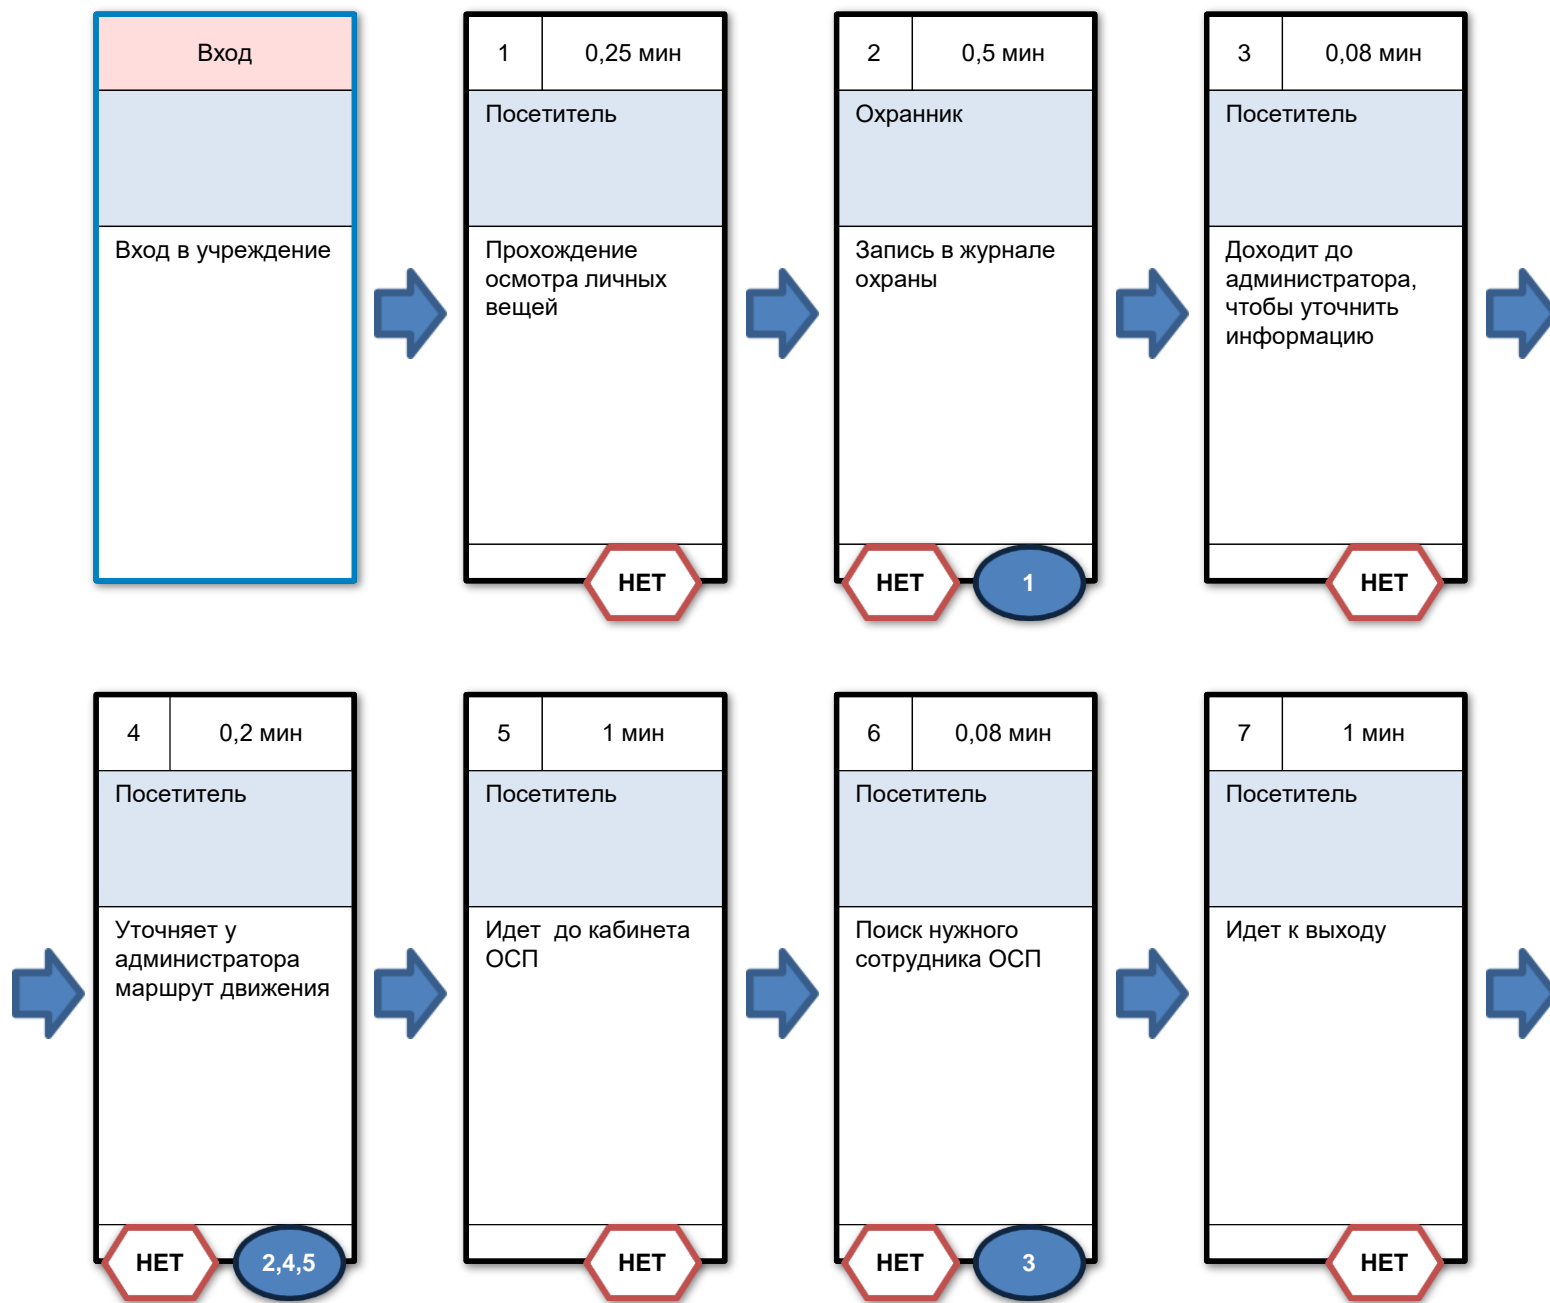 Вход
Вход в учреждение
1
0,25 мин
Посетитель
Прохождение
осмотра личных
вещей
НЕТ
2
0,5 мин
Охранник
Запись в журнале
охраны
НЕТ
1
3
0,08 мин
Посетитель
Доходит до
администратора,
чтобы уточнить
информацию
НЕТ
4
0,2 мин
Посетитель
Уточняет у
администратора
маршрут движения
НЕТ
2,4,5
5
1 мин
Посетитель
Идет до кабинета
ОСП
НЕТ
6
0,08 мин
Посетитель
Поиск нужного
сотрудника ОСП
НЕТ
3
7
1 мин
Посетитель
Идет к выходу
НЕТ